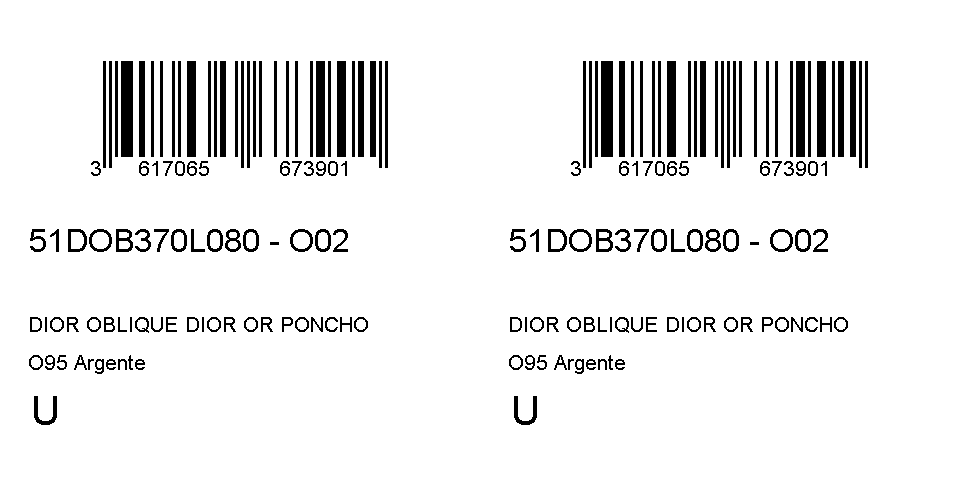 3 617065 673901
51DOB370L080 - O02
DIOR OBLIQUE DIOR OR PONCHO
O95 Argente
U
3 617065 673901
51DOB370L080 - O02
DIOR OBLIQUE DIOR OR PONCHO
O95 Argente
U